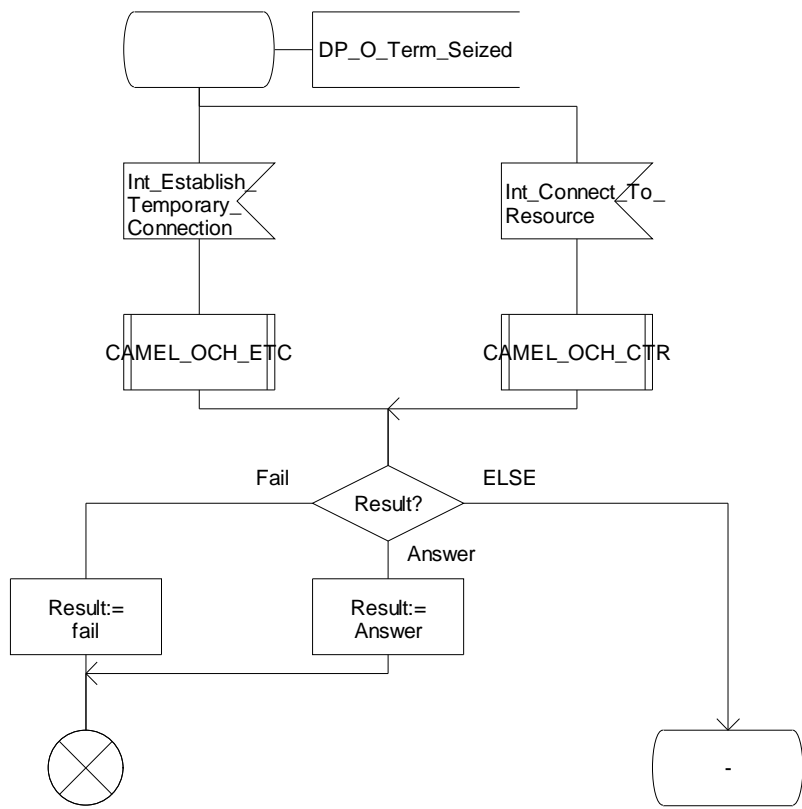 DP_O_Term_Seized
Int_Establish_
Temporary_
Connection
Int_Connect_To_
Resource
CAMEL_OCH_ETC
CAMEL_OCH_CTR
Fail
ELSE
Result?
Answer
Result:=
fail
Result:=
Answer
-